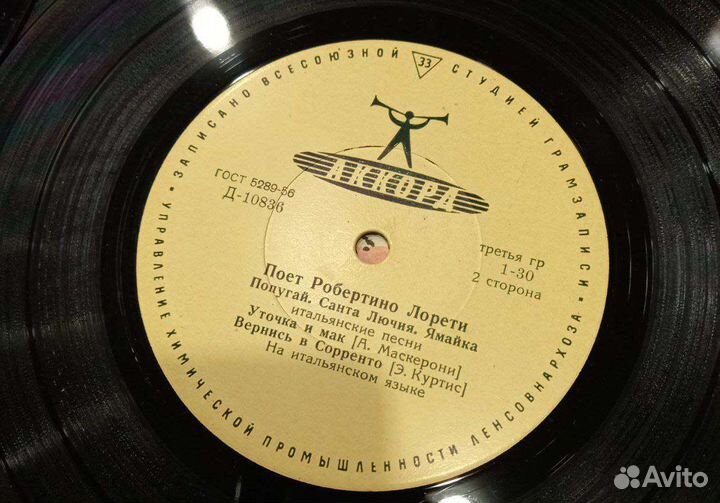 ЗАПИСАНО ВСЕСОЮЗНОЙ 33 СТУДИЕЙ ГРАМЗАПИСИ
АККОРД
ГОСТ 5289-56
Д-10836
третья гр
1-30
2 сторона
Поет Робертино Лорети
Попугай. Санта Лючия. Ямайка
итальянские песни
Уточка и мак [А. Маскерони]
Вернись в Сорренто [Э. Куртис]
На итальянском языке
УПРАВЛЕНИЕ ХИМИЧЕСКОЙ ПРОМЫШЛЕННОСТИ ЛЕНСОВНАРХОЗА
Avito